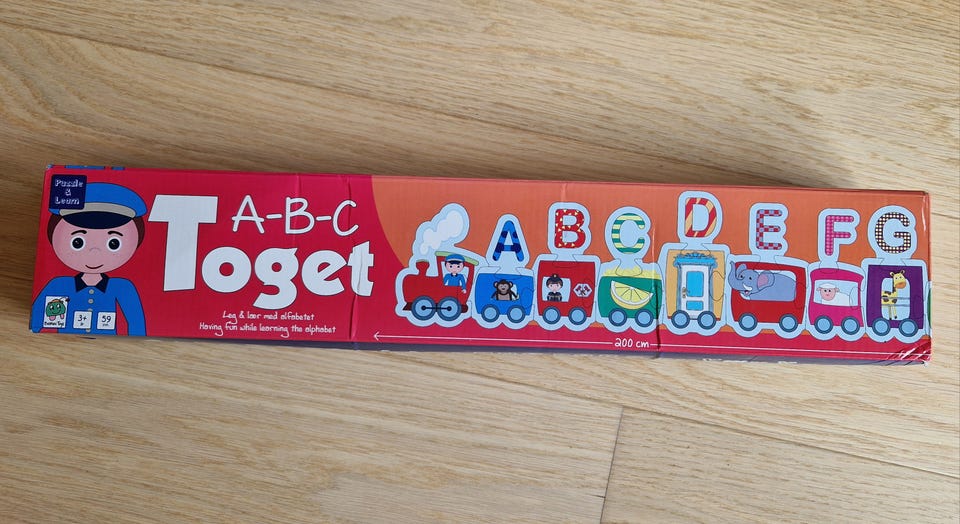 Puzzle
&
Learn
A-B-C
Toget
Leg & lær med alfabetet
Having fun while learning the alphabet
3+
59
200 cm
A B C D E F G